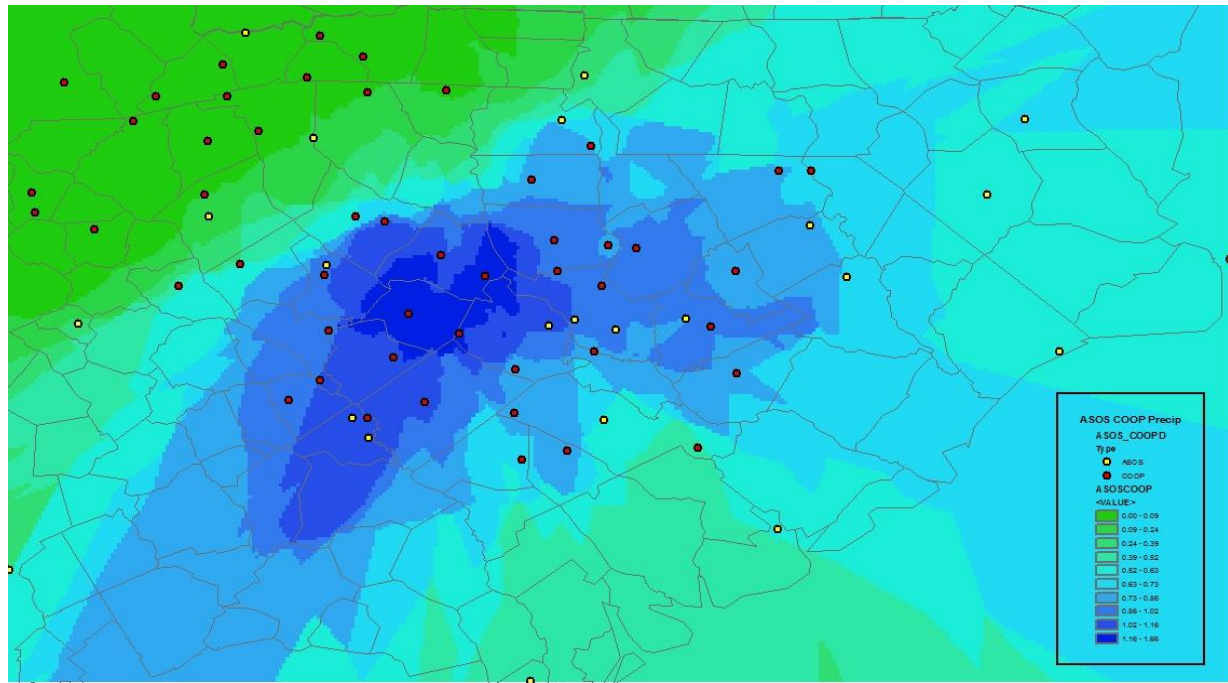 ASOS COOP Precip
ASOS_COOPD
Type
ASOS
COOP
ASOSCOOP
<VALUE>
0.00 - 0.09
0.09 - 0.24
0.24 - 0.39
0.39 - 0.52
0.52 - 0.63
0.63 - 0.73
0.73 - 0.86
0.86 - 1.02
1.02 - 1.16
1.16 - 1.66